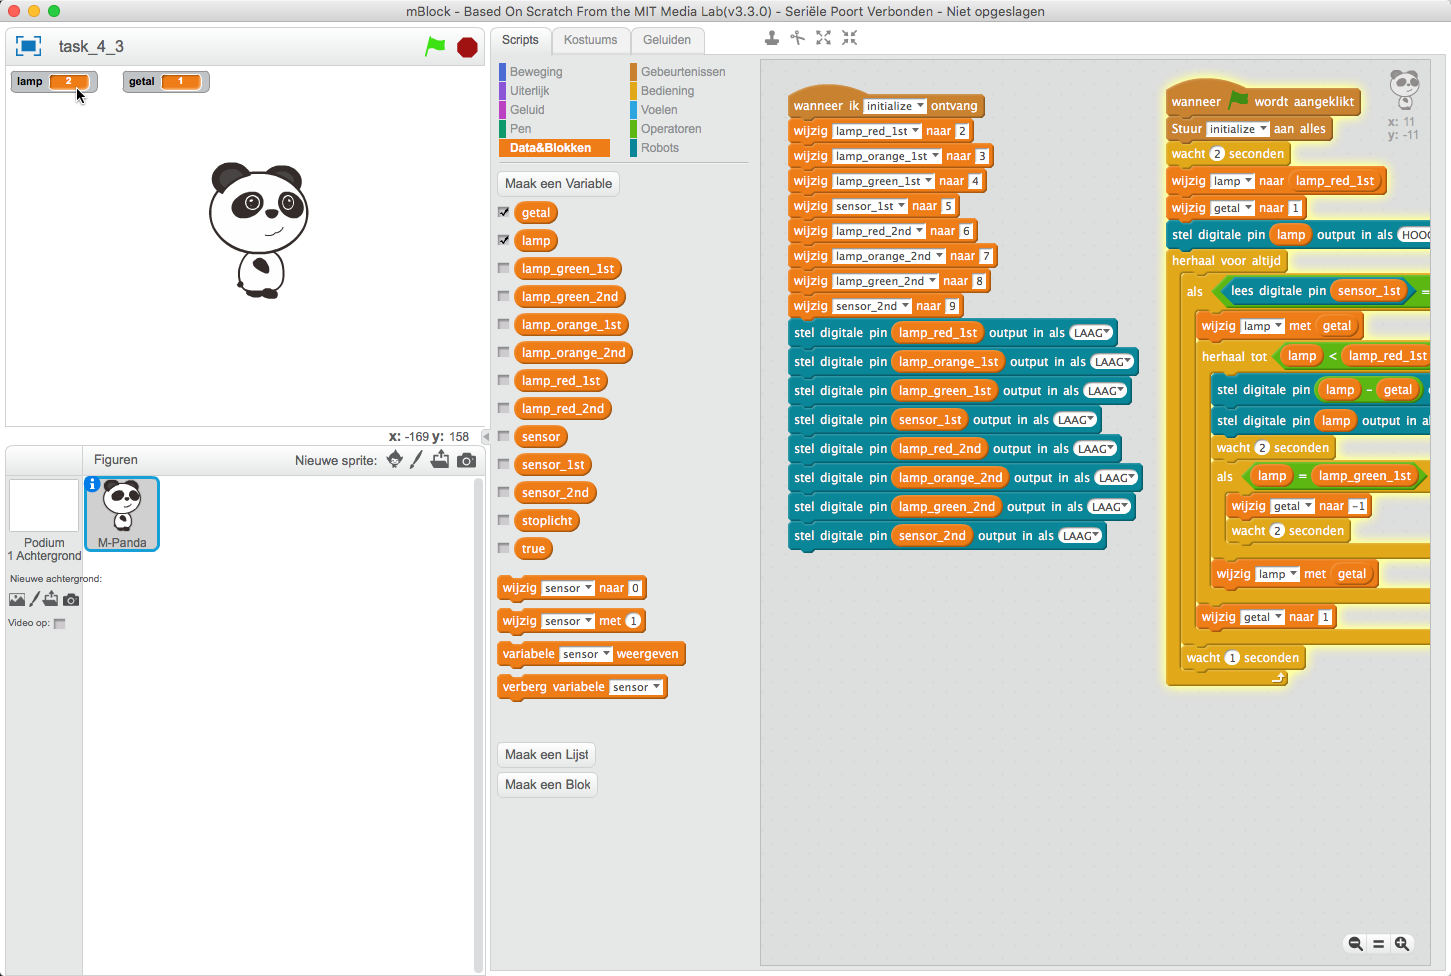 mBlock - Based On Scratch From the MIT Media Lab(v3.3.0) - Seriële Poort Verbonden - Niet opgeslagen
task_4_3
lamp 2
getal 1
x: -169 y: 158
Figuren
Nieuwe sprite:
Podium
1 Achtergrond
Nieuwe achtergrond:
Video op:
M-Panda
Scripts
Kostuums
Geluiden
Beweging
Gebeurtenissen
Uiterlijk
Bediening
Geluid
Voelen
Pen
Operatoren
Data&Blokken
Robots
Maak een Variable
getal
lamp
lamp_green_1st
lamp_green_2nd
lamp_orange_1st
lamp_orange_2nd
lamp_red_1st
lamp_red_2nd
sensor
sensor_1st
sensor_2nd
stoplicht
true
wijzig sensor naar 0
wijzig sensor met 1
variabele sensor weergeven
verberg variabele sensor
Maak een Lijst
Maak een Blok
wanneer ik initialize ontvang
wijzig lamp_red_1st naar 2
wijzig lamp_orange_1st naar 3
wijzig lamp_green_1st naar 4
wijzig sensor_1st naar 5
wijzig lamp_red_2nd naar 6
wijzig lamp_orange_2nd naar 7
wijzig lamp_green_2nd naar 8
wijzig sensor_2nd naar 9
stel digitale pin lamp_red_1st output in als LAAG
stel digitale pin lamp_orange_1st output in als LAAG
stel digitale pin lamp_green_1st output in als LAAG
stel digitale pin sensor_1st output in als LAAG
stel digitale pin lamp_red_2nd output in als LAAG
stel digitale pin lamp_orange_2nd output in als LAAG
stel digitale pin lamp_green_2nd output in als LAAG
stel digitale pin sensor_2nd output in als LAAG
wanneer wordt aangeklikt
Stuur initialize aan alles
wacht 2 seconden
wijzig lamp naar lamp_red_1st
wijzig getal naar 1
stel digitale pin lamp output in als HOO
herhaal voor altijd
als lees digitale pin sensor_1st =
wijzig lamp met getal
herhaal tot lamp < lamp_red_1st
stel digitale pin lamp - getal
stel digitale pin lamp output in a
wacht 2 seconden
als lamp = lamp_green_1st
wijzig getal naar -1
wacht 2 seconden
wijzig lamp met getal
wijzig getal naar 1
wacht 1 seconden
x: 11
y: -11